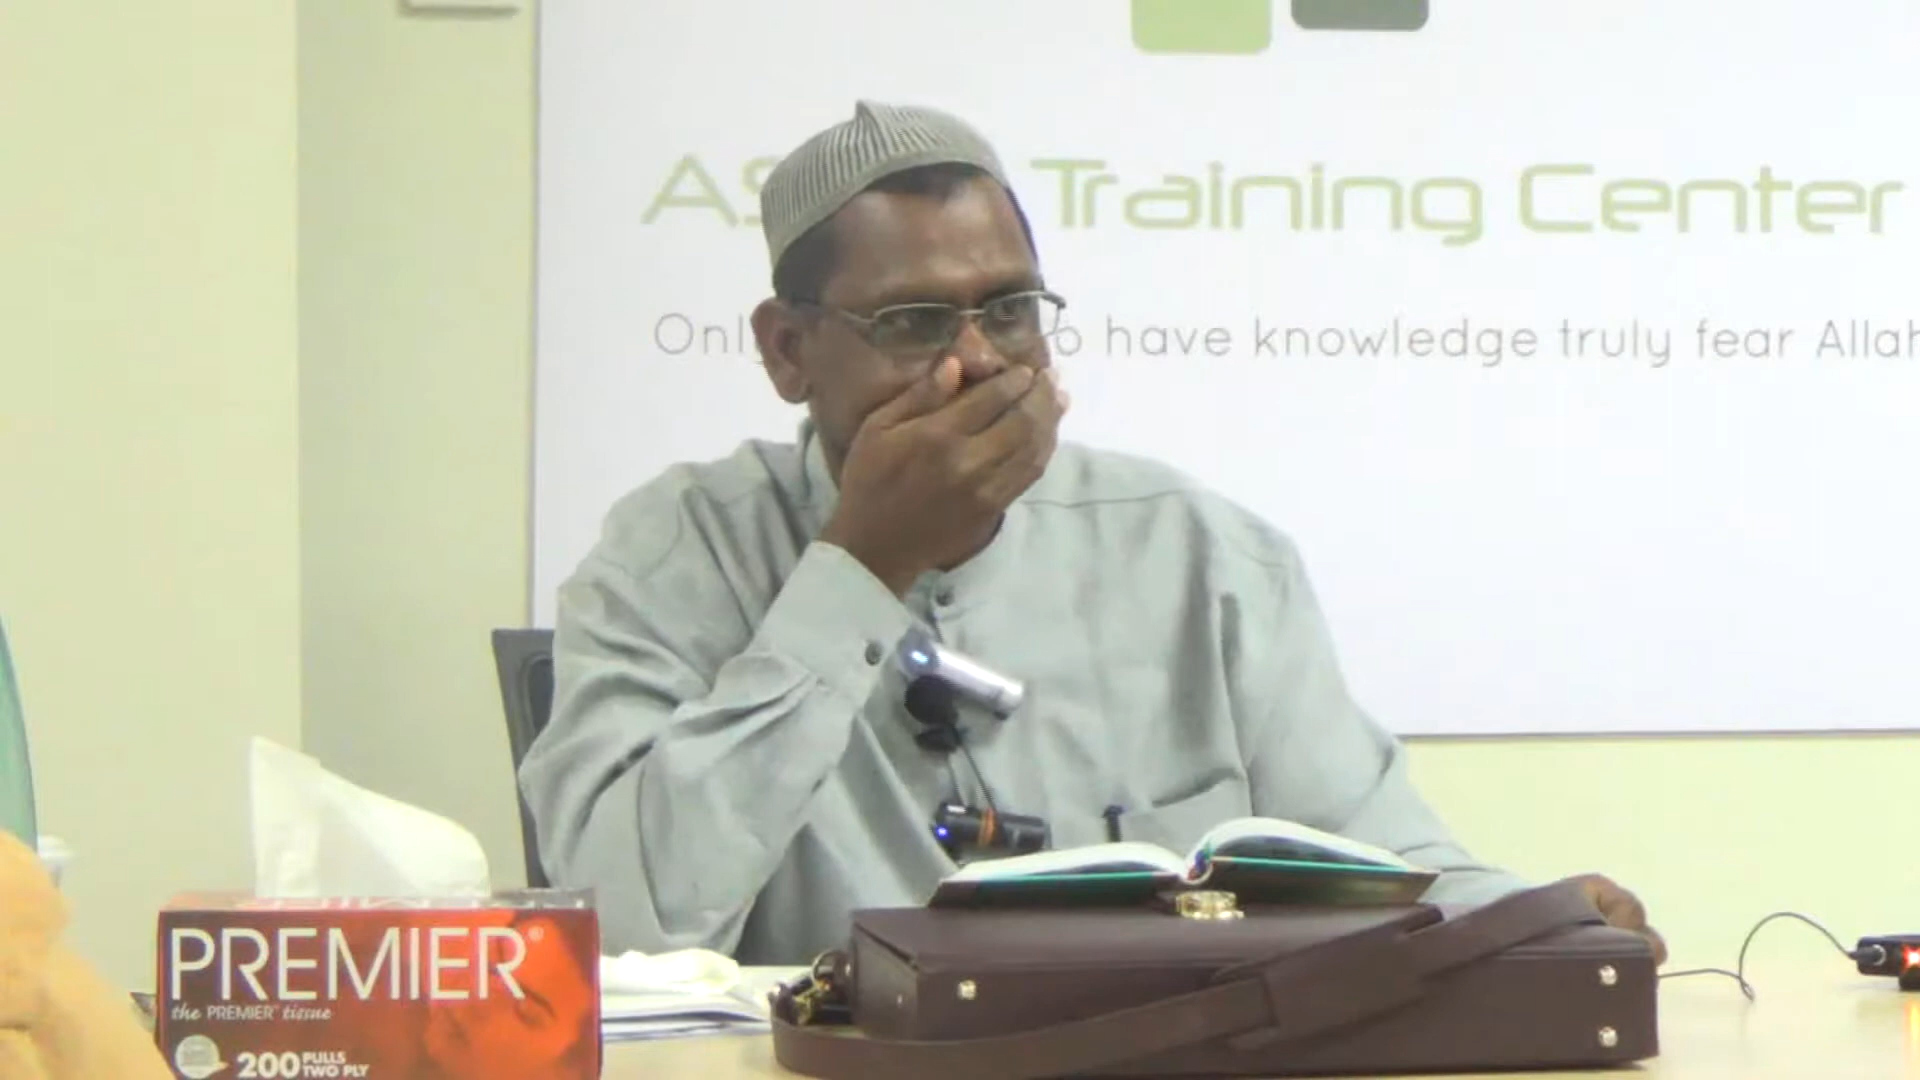 Training Center
have knowledge truly fear Allah
PREMIER®
the PREMIER® tissue
200 PULLS
TWO PLY